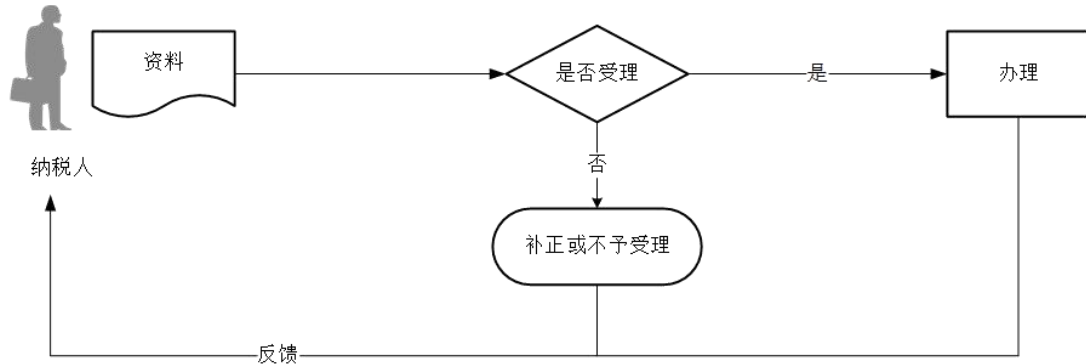 资料
是否受理
是
办理
纳税人
否
补正或不予受理
反馈